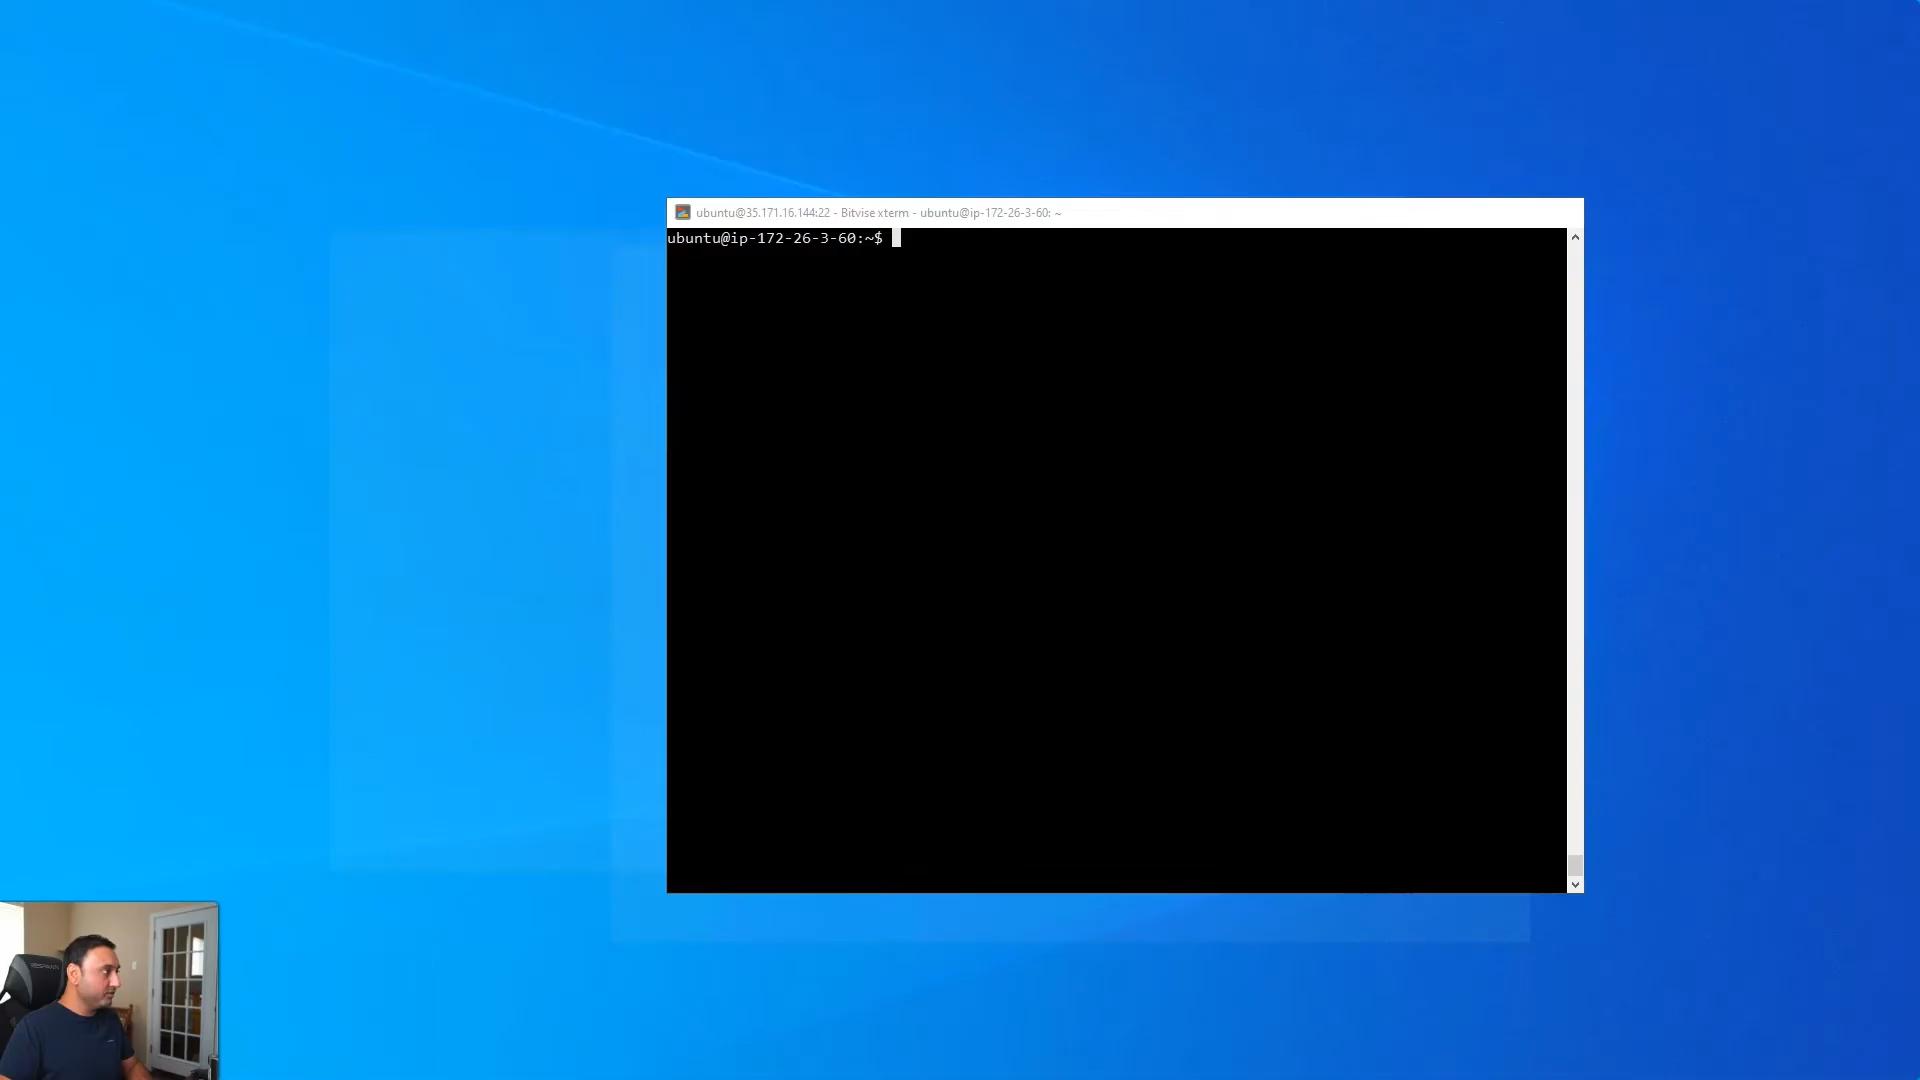 ubuntu@35.171.16.144:22 - Bitvise xterm - ubuntu@ip-172-26-3-60: ~
ubuntu@ip-172-26-3-60:~$